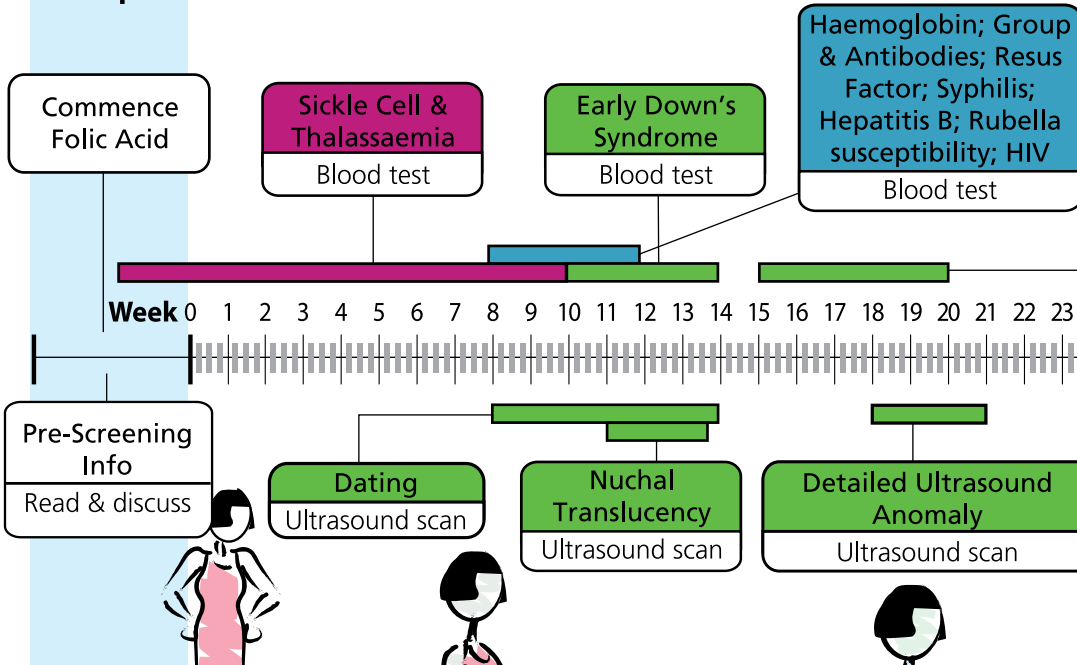 Commence
Folic Acid
Sickle Cell &
Thalassaemia
Blood test
Early Down's
Syndrome
Blood test
Haemoglobin; Group
& Antibodies; Resus
Factor; Syphilis;
Hepatitis B; Rubella
susceptibility; HIV
Blood test
Week 0 1 2 3 4 5 6 7 8 9 10 11 12 13 14 15 16 17 18 19 20 21 22 23
Pre-Screening
Info
Read & discuss
Dating
Ultrasound scan
Nuchal
Translucency
Ultrasound scan
Detailed Ultrasound
Anomaly
Ultrasound scan